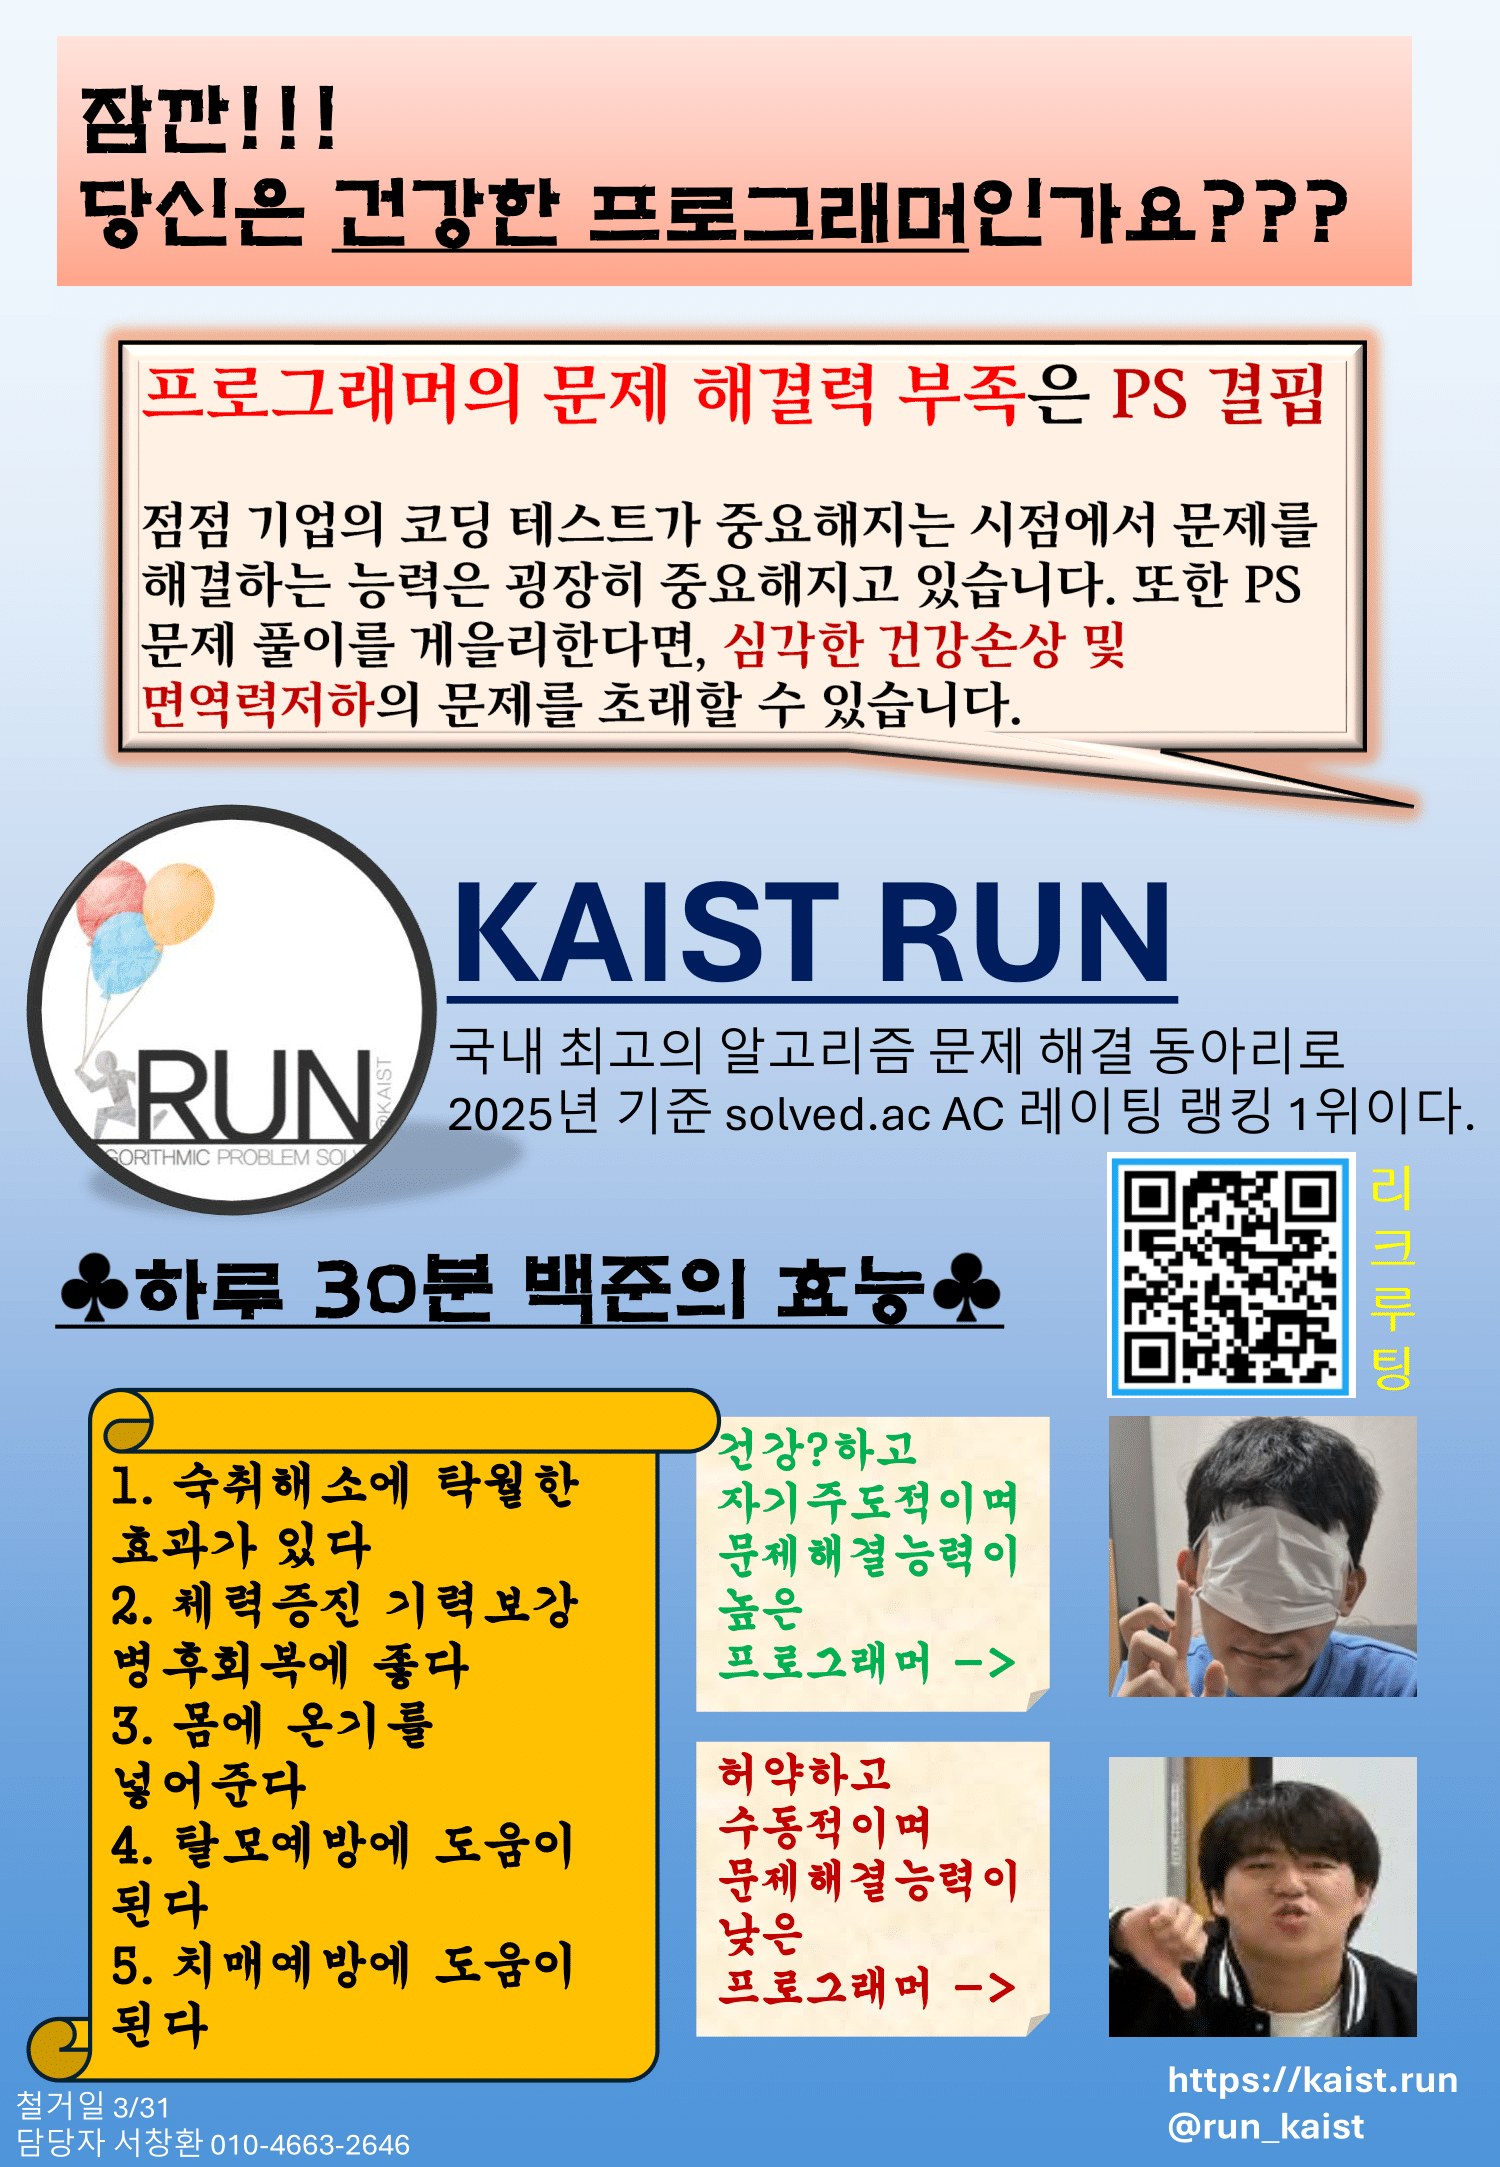 잠깐!!!
당신은 건강한 프로그래머인가요???
프로그래머의 문제 해결력 부족은 PS 결핍
점점 기업의 코딩 테스트가 중요해지는 시점에서 문제를
해결하는 능력은 굉장히 중요해지고 있습니다. 또한 PS
문제 풀이를 게을리한다면, 심각한 건강손상 및
면역력저하의 문제를 초래할 수 있습니다.
RUN
@KAIST
GORITHMIC PROBLEM SOLV
KAIST RUN
국내 최고의 알고리즘 문제 해결 동아리로
2025년 기준 solved.ac AC 레이팅 랭킹 1위이다.
리
크
루
팅
♣하루 30분 백준의 효능♣
1. 숙취해소에 탁월한
효과가 있다
2. 체력증진 기력보강
병후회복에 좋다
3. 몸에 온기를
넣어준다
4. 탈모예방에 도움이
된다
5. 치매예방에 도움이
된다
건강?하고
자기주도적이며
문제해결능력이
높은
프로그래머 ->
허약하고
수동적이며
문제해결능력이
낮은
프로그래머 ->
https://kaist.run
@run_kaist
철거일 3/31
담당자 서창환 010-4663-2646